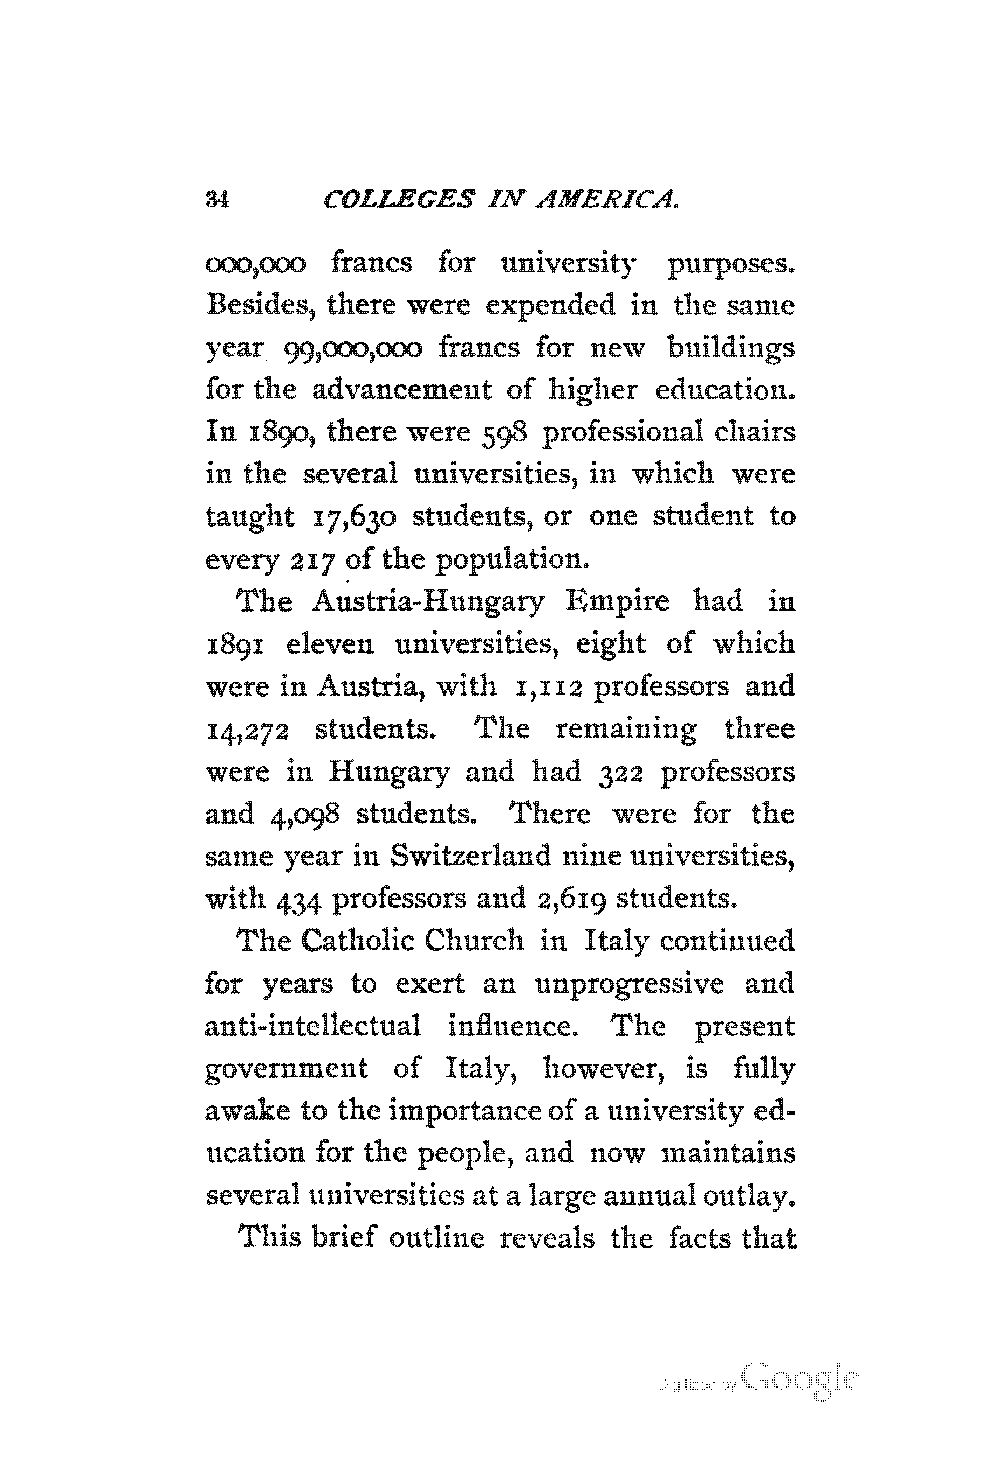 34 COLLEGES IN AMERICA.
000,000 francs for university purposes.
Besides, there were expended in the same
year 99,000,000 francs for new buildings
for the advancement of higher education.
In 1890, there were 598 professional chairs
in the several universities, in which were
taught 17,630 students, or one student to
every 217 of the population.
The Austria-Hungary Empire had in
1891 eleven universities, eight of which
were in Austria, with 1,112 professors and
14,272 students. The remaining three
were in Hungary and had 322 professors
and 4,098 students. There were for the
same year in Switzerland nine universities,
with 434 professors and 2,619 students.
The Catholic Church in Italy continued
for years to exert an unprogressive and
anti-intellectual influence. The present
government of Italy, however, is fully
awake to the importance of a university ed-
ucation for the people, and now maintains
several universities at a large annual outlay.
This brief outline reveals the facts that
Digitized by Google